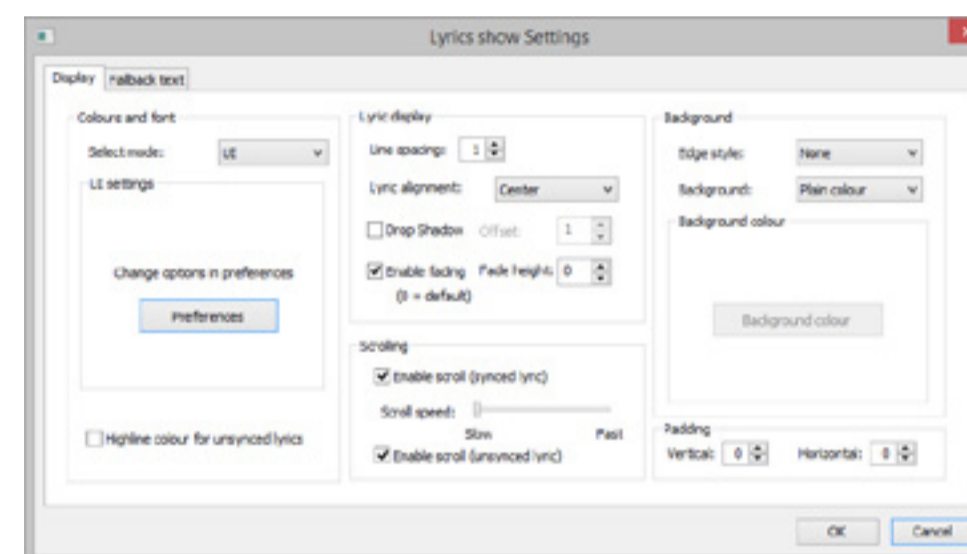 Lyrics show Settings
x
Display
Fallback text
Colours and font
Select mode:
UI
UI settings
Change options in preferences
Preferences
Highline colour for unsynced lyrics
Lyric display
Line spacing:
1
Lyric alignment:
Center
Drop Shadow
Offset:
1
Enable fading
Fade height:
0
(0 = default)
Scrolling
Enable scroll (synced lyric)
Scroll speed:
Slow
Fast
Enable scroll (unsynced lyric)
Background
Edge style:
None
Background:
Plain colour
Background colour
Background colour
Padding
Vertical:
0
Horizontal:
0
OK
Cancel